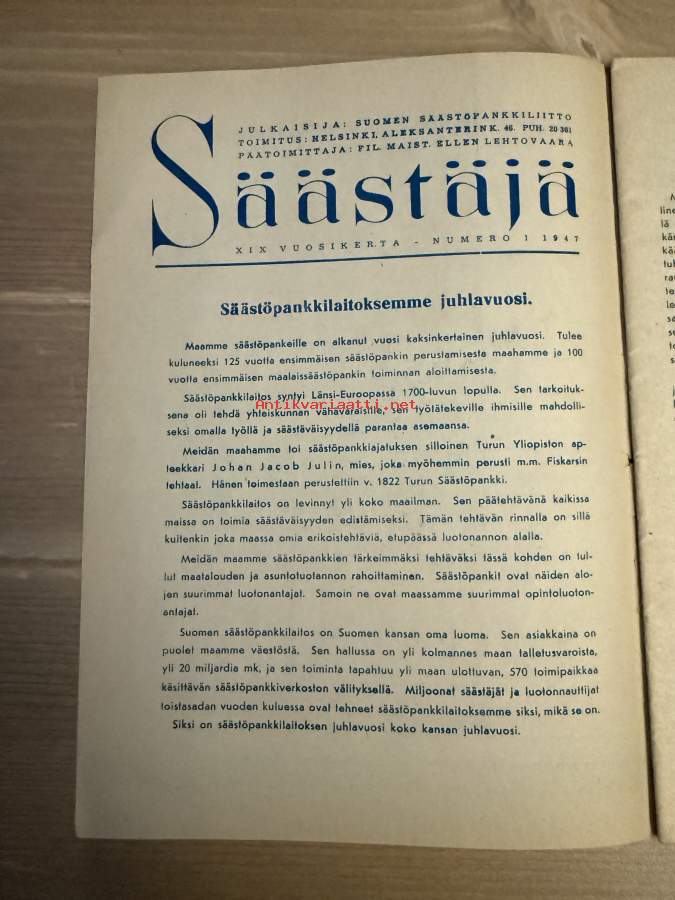 JULKAISIJA: SUOMEN SÄÄSTÖPANKKILIITTO
TOIMITUS: HELSINKI, ALEKSANTERINK. 46. PUH. 20 361
PÄÄTOIMITTAJA: FIL. MAIST. ELLEN LEHTOVAARA
Säästäjä
XIX VUOSIKERTA - NUMERO 1 1947
Säästöpankkilaitoksemme juhlavuosi.
Maamme säästöpankeille on alkanut vuosi kaksinkertainen juhlavuosi. Tulee
kuluneeksi 125 vuotta ensimmäisen säästöpankin perustamisesta maahamme ja 100
vuotta ensimmäisen maalaissäästöpankin toiminnan aloittamisesta.
Säästöpankkilaitos syntyi Länsi-Euroopassa 1700-luvun lopulla. Sen tarkoituk-
sena oli tehdä yhteiskunnan vähävaraisille, sen työtätekeville ihmisille mahdolli-
Antikvariaatti.net
seksi omalla työllä ja säästäväisyydellä parantaa asemaansa.
Meidän maahamme toi säästöpankkiajatuksen silloinen Turun Yliopiston ap-
teekkari Johan Jacob Julin, mies, joka myöhemmin perusti m.m. Fiskarsin
tehtaat. Hänen toimestaan perustettiin v. 1822 Turun Säästöpankki.
Säästöpankkilaitos on levinnyt yli koko maailman. Sen päätehtävänä kaikissa
maissa on toimia säästäväisyyden edistämiseksi. Tämän tehtävän rinnalla on sillä
kuitenkin joka maassa omia erikoistehtäviä, etupäässä luotonannon alalla.
Meidän maamme säästöpankkien tärkeimmäksi tehtäväksi tässä kohden on tul-
lut maatalouden ja asuntotuotannon rahoittaminen. Säästöpankit ovat näiden alo-
jen suurimmat luotonantajat. Samoin ne ovat maassamme suurimmat opintoluoton-
antajat.
Suomen säästöpankkilaitos on Suomen kansan oma luoma. Sen asiakkaina on
puolet maamme väestöstä. Sen hallussa on yli kolmannes maan talletusvaroista,
yli 20 miljardia mk, ja sen toiminta tapahtuu yli maan ulottuvan, 570 toimipaikkaa
käsittävän säästöpankkiverkoston välityksellä. Miljoonat säästäjät ja luotonnauttijat
toistasadan vuoden kuluessa ovat tehneet säästöpankkilaitoksemme siksi, mikä se on.
Siksi on säästöpankkilaitoksen juhlavuosi koko kansan juhlavuosi.